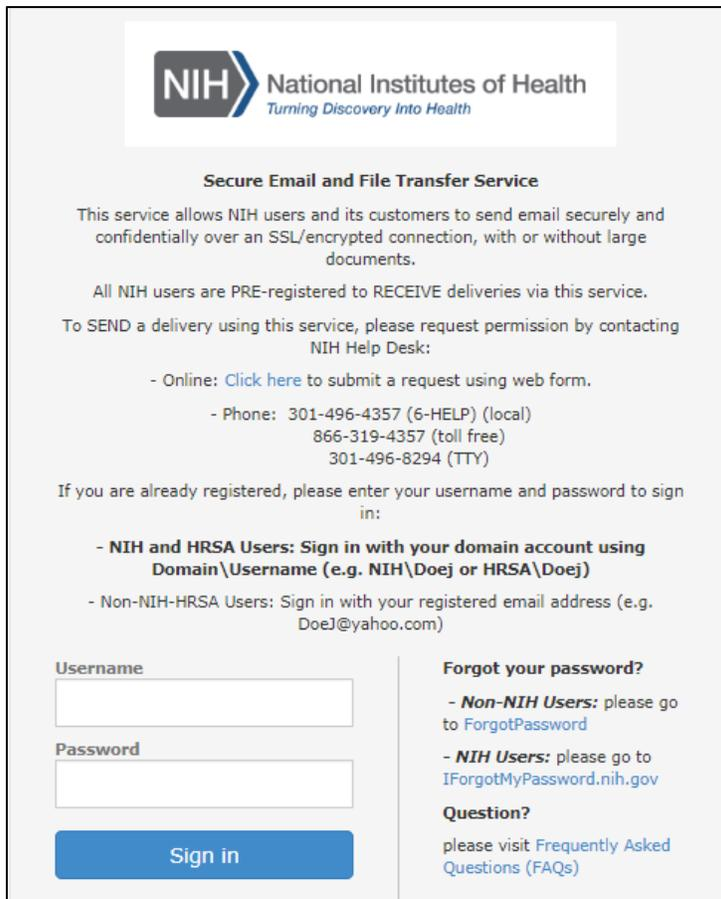 NIH National Institutes of Health
Turning Discovery Into Health
Secure Email and File Transfer Service
This service allows NIH users and its customers to send email securely and
confidentially over an SSL/encrypted connection, with or without large
documents.
All NIH users are PRE-registered to RECEIVE deliveries via this service.
To SEND a delivery using this service, please request permission by contacting
NIH Help Desk:
- Online: Click here to submit a request using web form.
- Phone: 301-496-4357 (6-HELP) (local)
866-319-4357 (toll free)
301-496-8294 (TTY)
If you are already registered, please enter your username and password to sign
in:
- NIH and HRSA Users: Sign in with your domain account using
Domain\Username (e.g. NIH\Doej or HRSA\Doej)
- Non-NIH-HRSA Users: Sign in with your registered email address (e.g.
DoeJ@yahoo.com)
Username
Password
Sign in
Forgot your password?
- Non-NIH Users: please go
to ForgotPassword
- NIH Users: please go to
IForgotMyPassword.nih.gov
Question?
please visit Frequently Asked
Questions (FAQs)